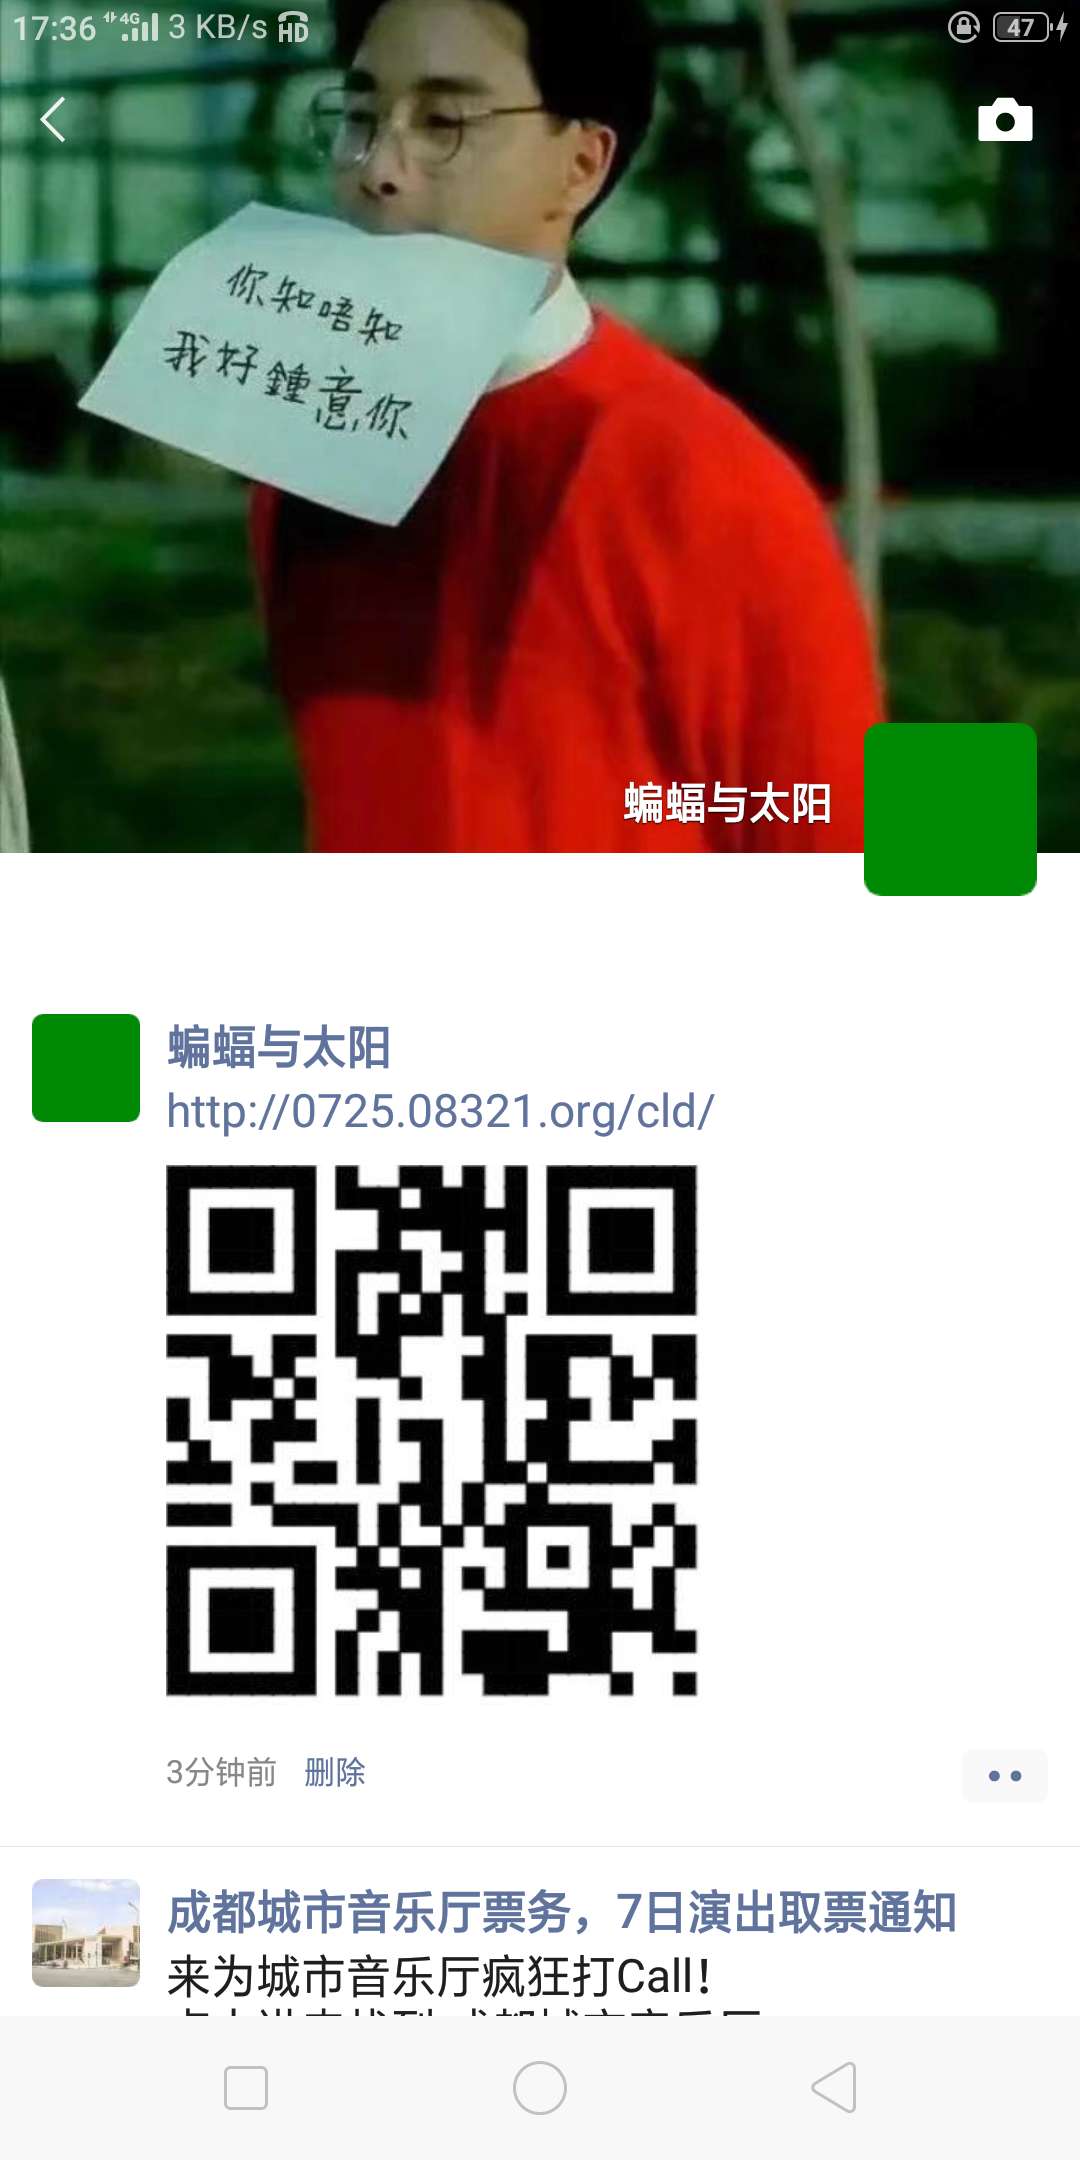 17:36 4G 3 KB/s HD 47
你知唔知
我好鍾意你
蝙蝠与太阳
蝙蝠与太阳
http://0725.08321.org/cld/
3分钟前 删除
成都城市音乐厅票务，7日演出取票通知
来为城市音乐厅疯狂打Call！